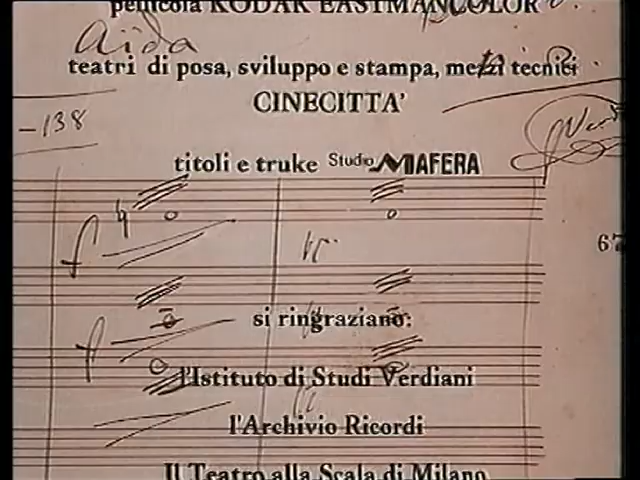 pellicola KODAK EASTMANCOLOR
Aïda
teatri di posa, sviluppo e stampa, mezzi tecnici
CINECITTA'
-138
titoli e truke Studio MAFERA
67
si ringraziano:
l'Istituto di Studi Verdiani
l'Archivio Ricordi
Il Teatro alla Scala di Milano